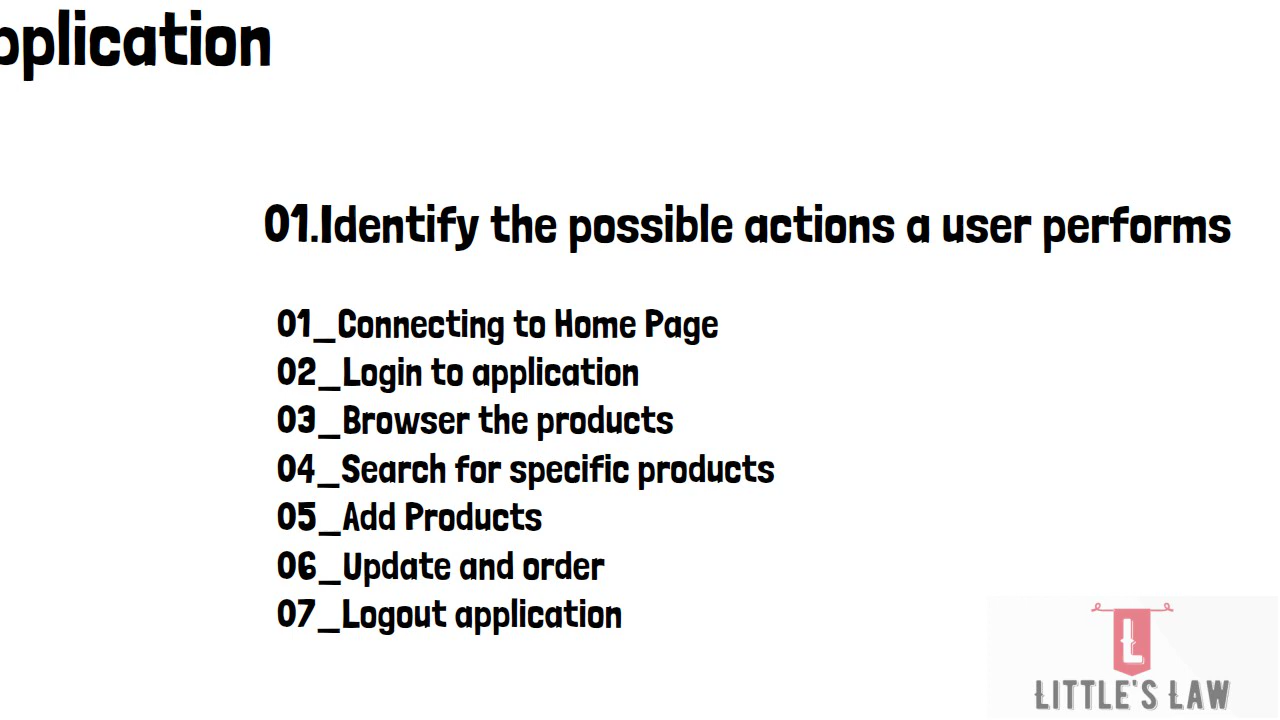 pplication
01.Identify the possible actions a user performs
01_Connecting to Home Page
02_Login to application
03_Browser the products
04_Search for specific products
05_Add Products
06_Update and order
07_Logout application
L
LITTLE'S LAW